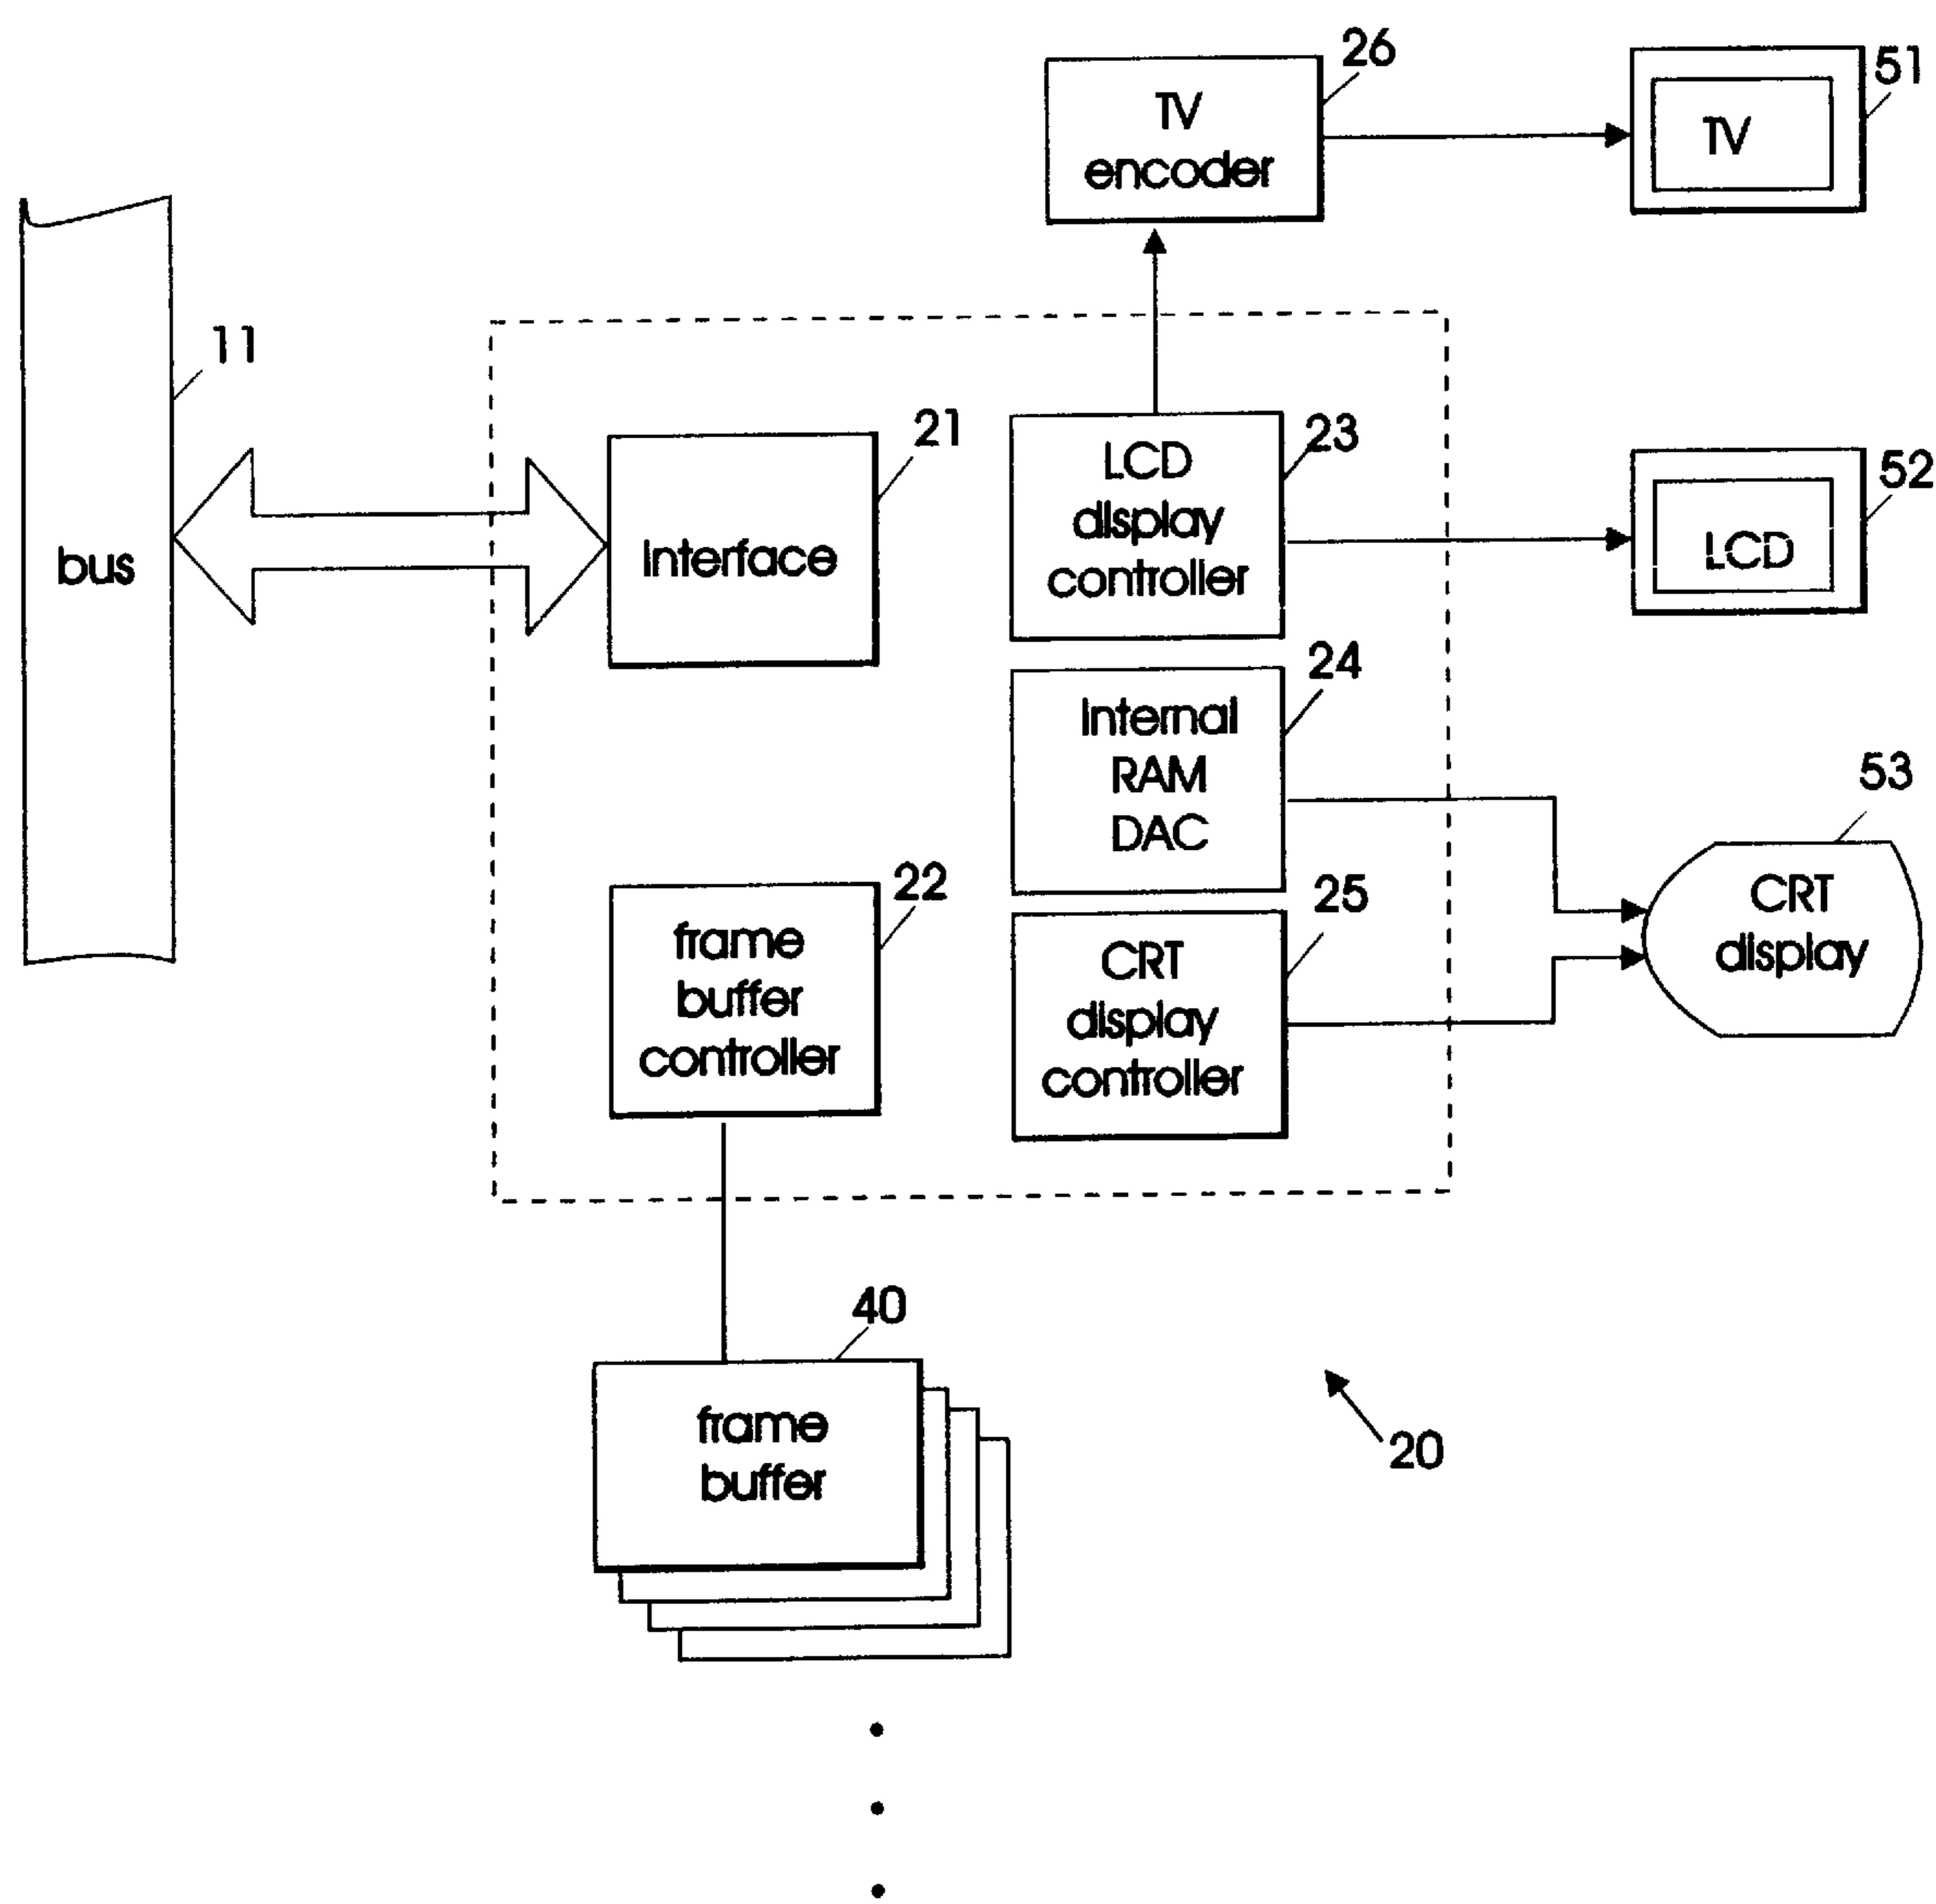 26
TV
encoder
51
TV
11
bus
21
Interface
23
LCD
display
controller
52
LCD
24
Internal
RAM
DAC
53
CRT
display
22
frame
buffer
controller
25
CRT
display
controller
40
frame
buffer
20